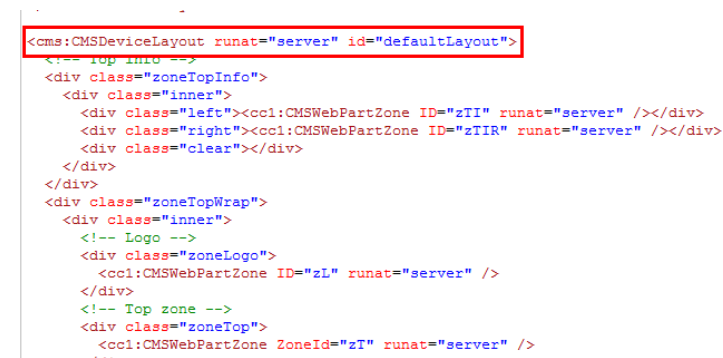 <cms:CMSDeviceLayout runat="server" id="defaultLayout">
<!-- Top info -->
<div class="zoneTopInfo">
<div class="inner">
<div class="left"><cc1:CMSWebPartZone ID="zTI" runat="server" /></div>
<div class="right"><cc1:CMSWebPartZone ID="zTIR" runat="server" /></div>
<div class="clear"></div>
</div>
</div>
<div class="zoneTopWrap">
<div class="inner">
<!-- Logo -->
<div class="zoneLogo">
<cc1:CMSWebPartZone ID="zL" runat="server" />
</div>
<!-- Top zone -->
<div class="zoneTop">
<cc1:CMSWebPartZone ZoneId="zT" runat="server" />